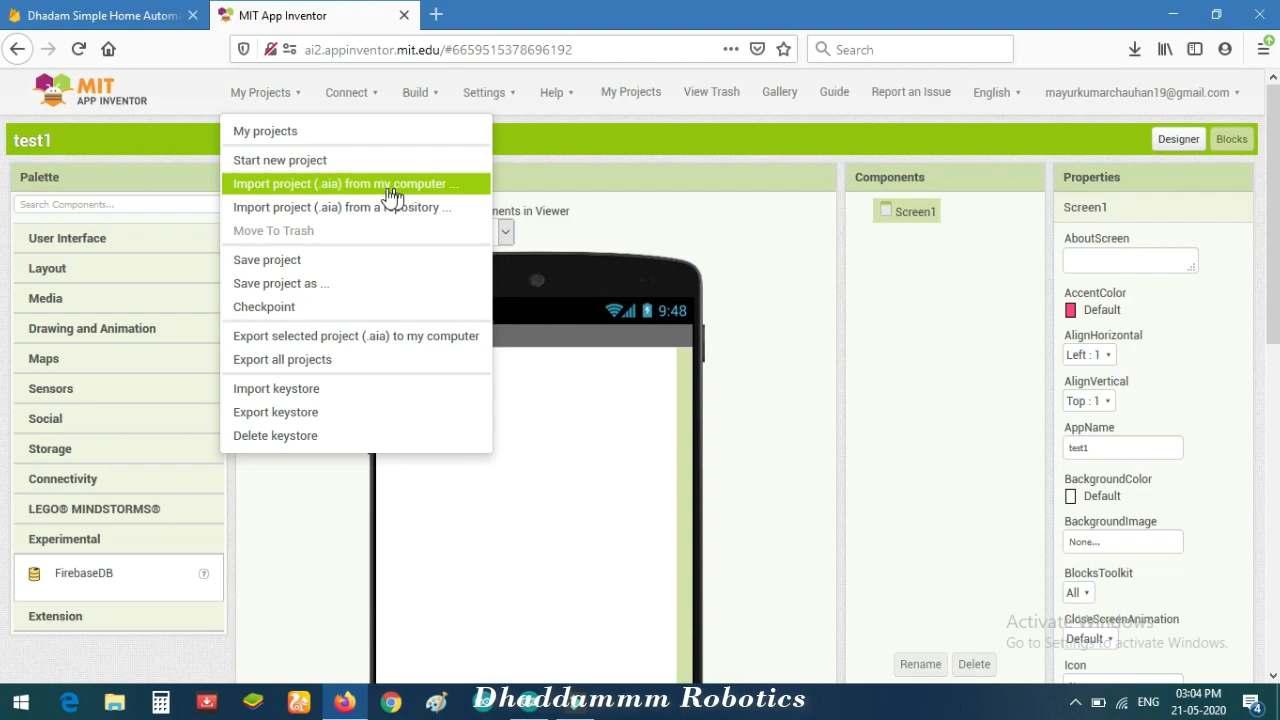 Dhadam Simple Home Autom
MIT App Inventor
ai2.appinventor.mit.edu/#6659515378696192
Search
MIT
APP INVENTOR
My Projects
Connect
Build
Settings
Help
My Projects
View Trash
Gallery
Guide
Report an Issue
English
mayurkumarchauhan19@gmail.com
test1
Designer
Blocks
My projects
Start new project
Import project (.aia) from my computer ...
Import project (.aia) from a repository ...
Move To Trash
Save project
Save project as ...
Checkpoint
Export selected project (.aia) to my computer
Export all projects
Import keystore
Export keystore
Delete keystore
Palette
Search Components...
User Interface
Layout
Media
Drawing and Animation
Maps
Sensors
Social
Storage
Connectivity
LEGO® MINDSTORMS®
Experimental
FirebaseDB
?
Extension
nents in Viewer
9:48
Components
Screen1
Rename
Delete
Properties
Screen1
AboutScreen
AccentColor
Default
AlignHorizontal
Left : 1
AlignVertical
Top : 1
AppName
test1
BackgroundColor
Default
BackgroundImage
None...
BlocksToolkit
All
CloseScreenAnimation
Default
Icon
Activate Windows
Go to Settings to activate Windows.
Dhaddummm Robotics
ENG
03:04 PM
21-05-2020
4